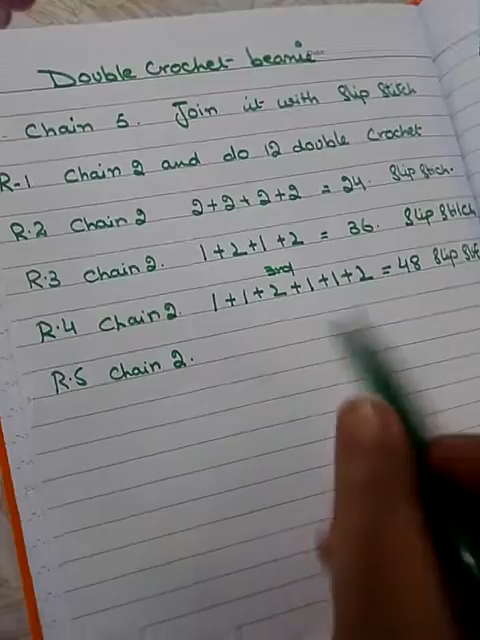 Double Crochet beanie
Chain 5. Join it with Slip Stitch
R-1 Chain 2 and do 12 double Crochet
R.2 Chain 2 2+2+2+2 = 24. Slip Stch.
R.3 Chain 2. 1+2+1+2 = 36. Slip Stitch
R.4 Chain 2. 1+1+2+1+1+2 = 48 Slip Sti
R.5 Chain 2.